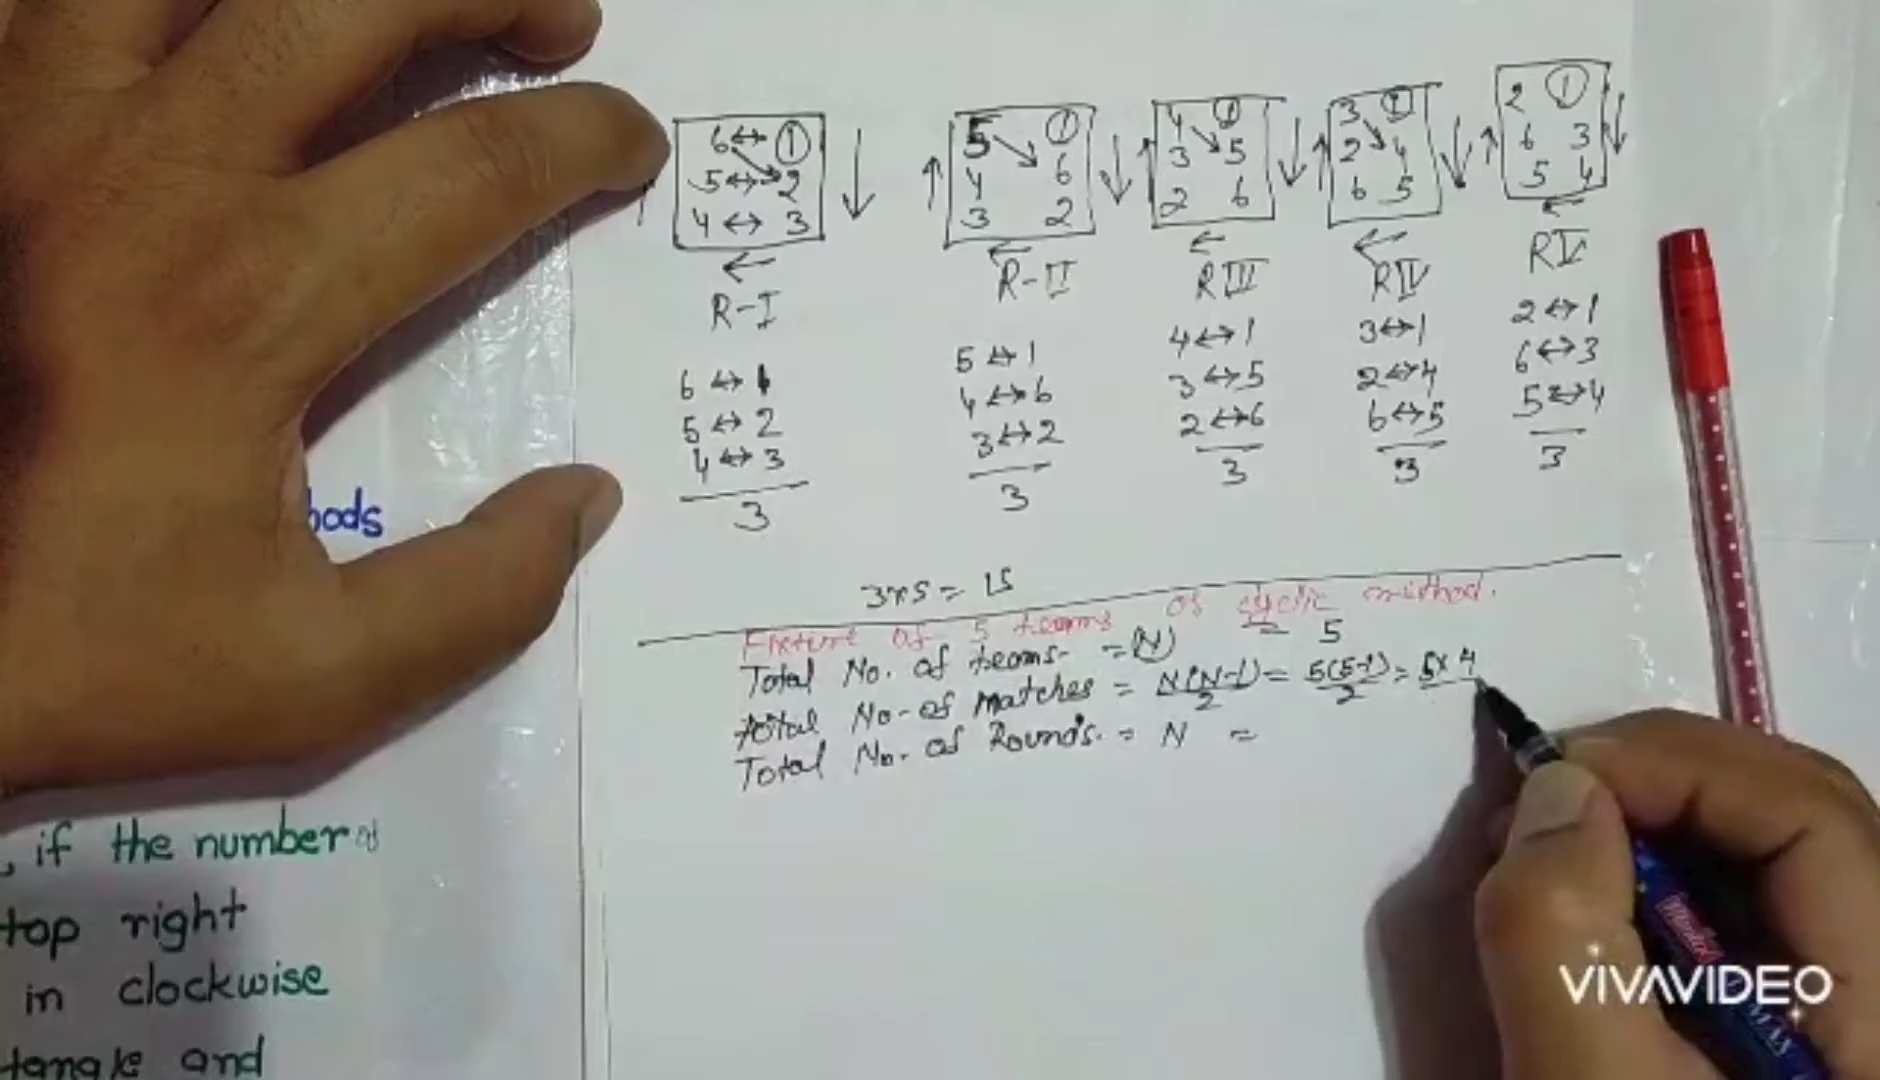 6 ↔ 1
5 ↔ 2
4 ↔ 3
R-I
6 ↔ 1
5 ↔ 2
4 ↔ 3
3
5 1
4 6
3 2
R-II
5 ↔ 1
4 ↔ 6
3 ↔ 2
3
4 1
3 5
2 6
RIII
4 ↔ 1
3 ↔ 5
2 ↔ 6
3
3 1
2 4
6 5
RIV
3 ↔ 1
2 ↔ 4
6 ↔ 5
3
2 1
6 3
5 4
RV
2 ↔ 1
6 ↔ 3
5 ↔ 4
3
3×5 = 15
Fixture of 5 teams of cyclic method.
Total No. of teams- = (N) = 5
total No-of matches = N(N-1)/2 = 5(5-1)/2 = 5×4
Total No. of Rounds. = N =
hods
, if the number of
top right
in clockwise
tangle and
VIVAVIDEO